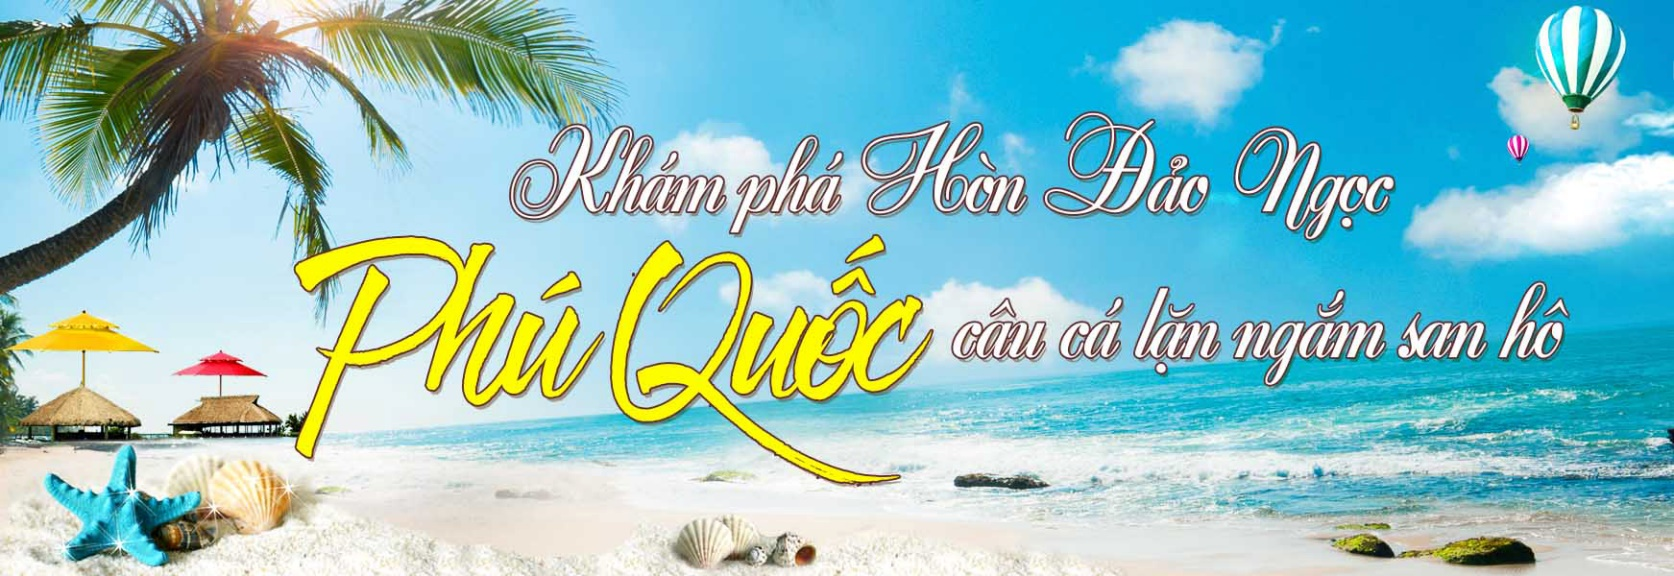 Khám phá Hòn Đảo Ngọc
Phú Quốc câu cá lặn ngắm san hô